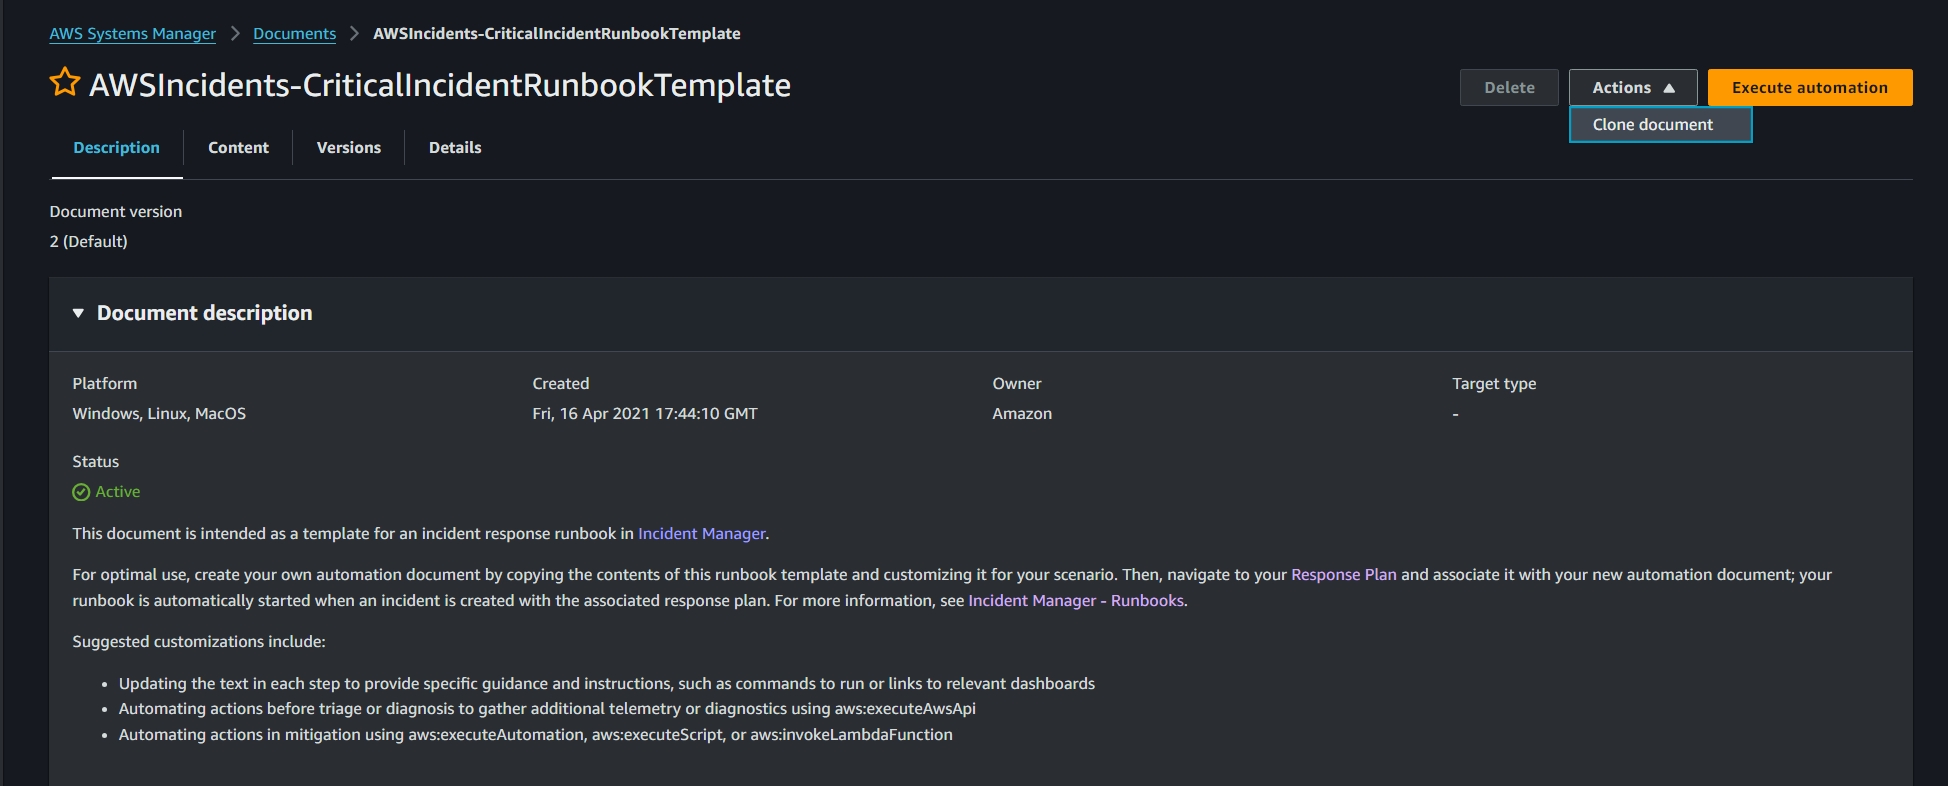 AWS Systems Manager > Documents > AWSIncidents-CriticalIncidentRunbookTemplate
AWSIncidents-CriticalIncidentRunbookTemplate
Delete Actions Execute automation
Clone document
Description Content Versions Details
Document version
2 (Default)
Document description
Platform Created Owner Target type
Windows, Linux, MacOS Fri, 16 Apr 2021 17:44:10 GMT Amazon -
Status
Active
This document is intended as a template for an incident response runbook in Incident Manager.
For optimal use, create your own automation document by copying the contents of this runbook template and customizing it for your scenario. Then, navigate to your Response Plan and associate it with your new automation document; your
runbook is automatically started when an incident is created with the associated response plan. For more information, see Incident Manager - Runbooks.
Suggested customizations include:
• Updating the text in each step to provide specific guidance and instructions, such as commands to run or links to relevant dashboards
• Automating actions before triage or diagnosis to gather additional telemetry or diagnostics using aws:executeAwsApi
• Automating actions in mitigation using aws:executeAutomation, aws:executeScript, or aws:invokeLambdaFunction